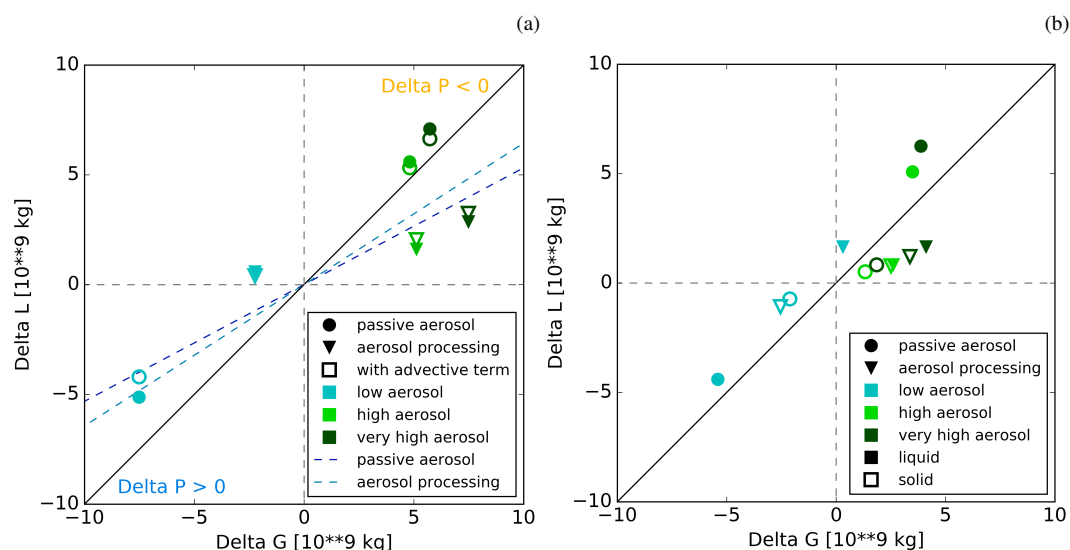 (a)
Delta P < 0
Delta P > 0
10
5
0
−5
−10
Delta L [10**9 kg]
−10 −5 0 5 10
Delta G [10**9 kg]
passive aerosol
aerosol processing
with advective term
low aerosol
high aerosol
very high aerosol
passive aerosol
aerosol processing
(b)
10
5
0
−5
−10
Delta L [10**9 kg]
−10 −5 0 5 10
Delta G [10**9 kg]
passive aerosol
aerosol processing
low aerosol
high aerosol
very high aerosol
liquid
solid